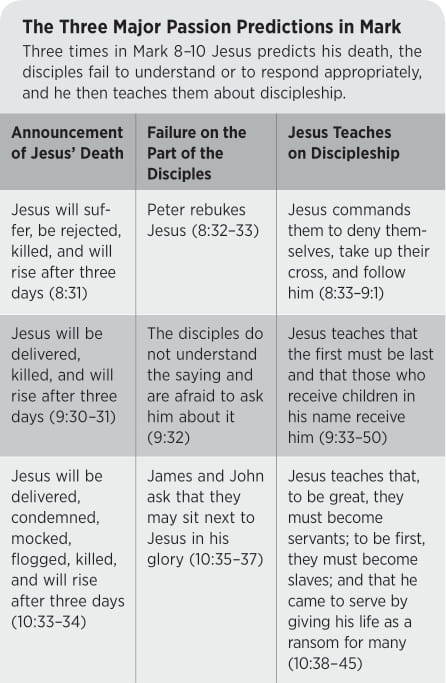 The Three Major Passion Predictions in Mark
Three times in Mark 8–10 Jesus predicts his death, the
disciples fail to understand or to respond appropriately,
and he then teaches them about discipleship.
Announcement
of Jesus’ Death
Failure on the
Part of the
Disciples
Jesus Teaches
on Discipleship
Jesus will suf-
fer, be rejected,
killed, and will
rise after three
days (8:31)
Peter rebukes
Jesus (8:32–33)
Jesus commands
them to deny them-
selves, take up their
cross, and follow
him (8:33–9:1)
Jesus will be
delivered,
killed, and will
rise after three
days (9:30–31)
The disciples do
not understand
the saying and
are afraid to ask
him about it
(9:32)
Jesus teaches that
the first must be last
and that those who
receive children in
his name receive
him (9:33–50)
Jesus will be
delivered,
condemned,
mocked,
flogged, killed,
and will rise
after three days
(10:33–34)
James and John
ask that they
may sit next to
Jesus in his
glory (10:35–37)
Jesus teaches that,
to be great, they
must become
servants; to be first,
they must become
slaves; and that he
came to serve by
giving his life as a
ransom for many
(10:38–45)